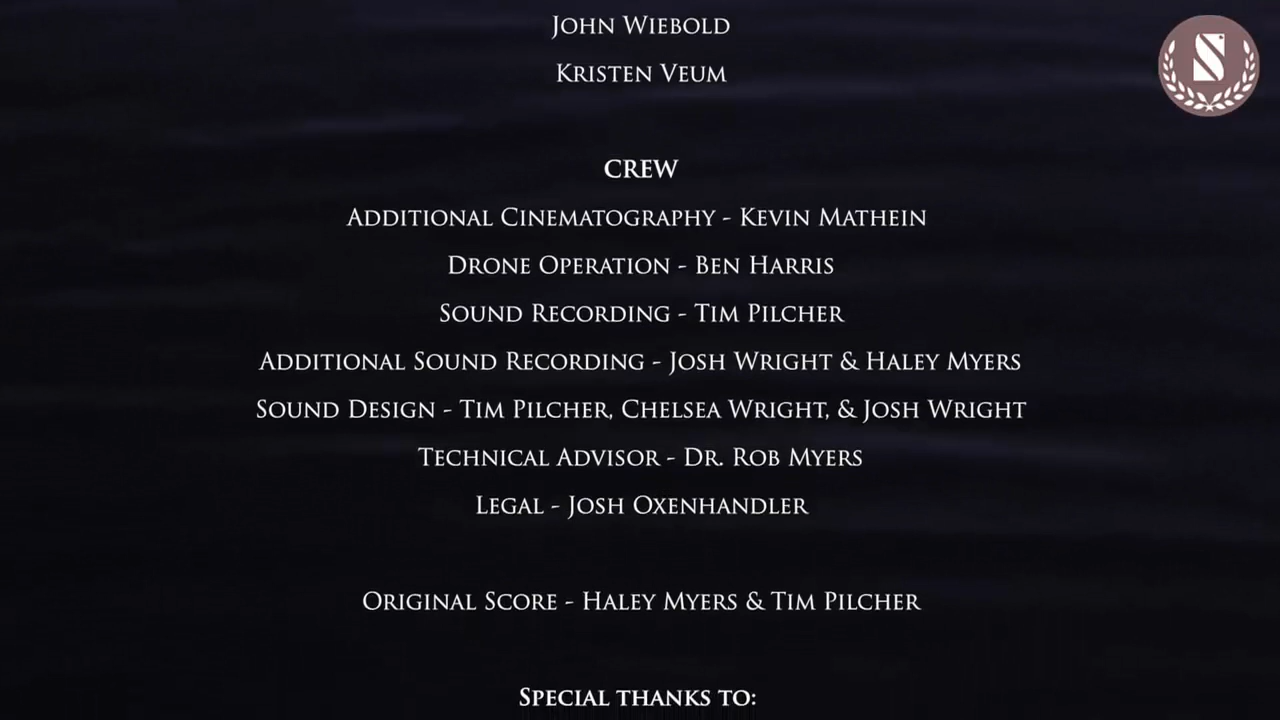 John Wiebold
Kristen Veum
CREW
Additional Cinematography - Kevin Mathein
Drone Operation - Ben Harris
Sound Recording - Tim Pilcher
Additional Sound Recording - Josh Wright & Haley Myers
Sound Design - Tim Pilcher, Chelsea Wright, & Josh Wright
Technical Advisor - Dr. Rob Myers
Legal - Josh Oxenhandler
Original Score - Haley Myers & Tim Pilcher
Special thanks to: